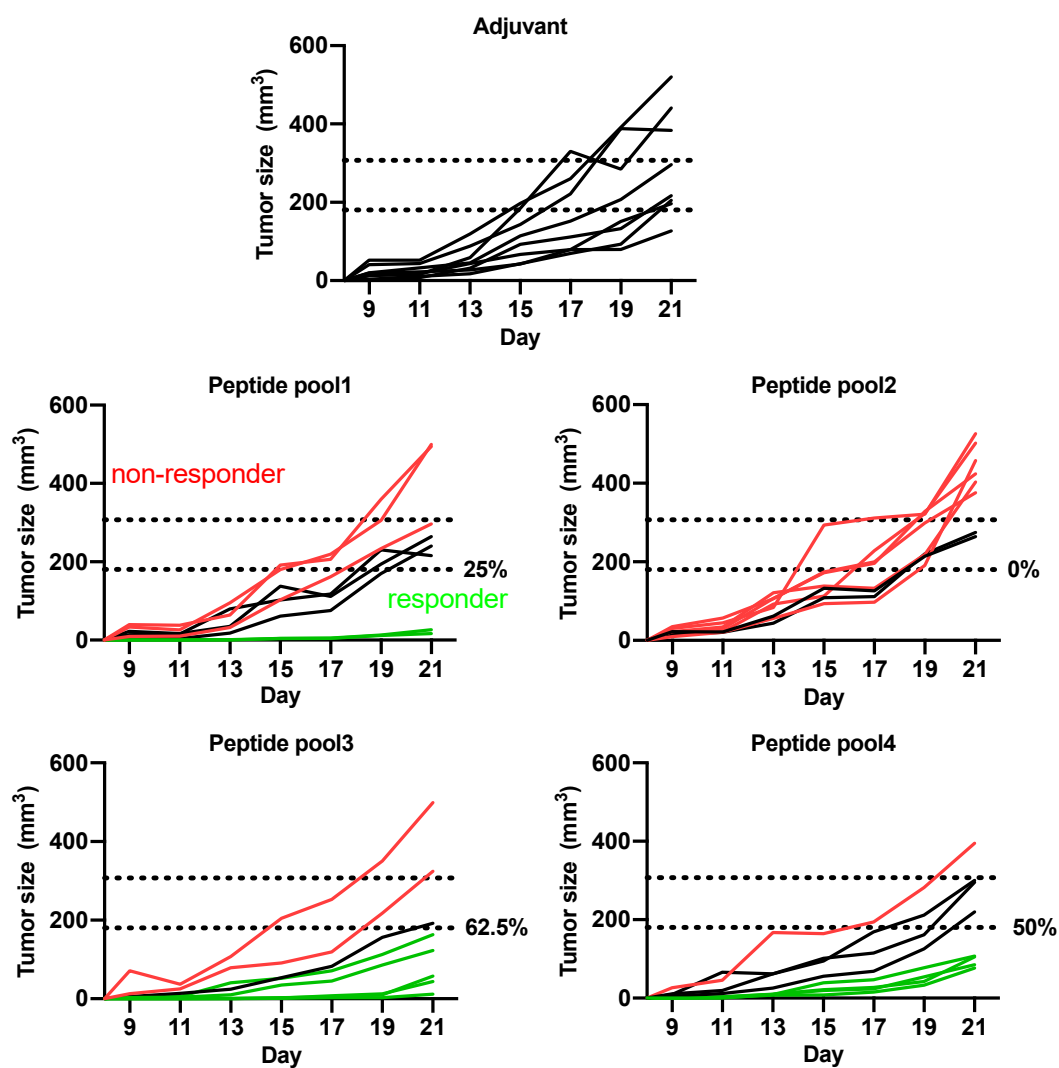 Adjuvant
Tumor size (mm³)
600
400
200
0
9 11 13 15 17 19 21
Day
Peptide pool1
Tumor size (mm³)
600
400
200
0
non-responder
25%
responder
9 11 13 15 17 19 21
Day
Peptide pool2
Tumor size (mm³)
600
400
200
0
0%
9 11 13 15 17 19 21
Day
Peptide pool3
Tumor size (mm³)
600
400
200
0
62.5%
9 11 13 15 17 19 21
Day
Peptide pool4
Tumor size (mm³)
600
400
200
0
50%
9 11 13 15 17 19 21
Day